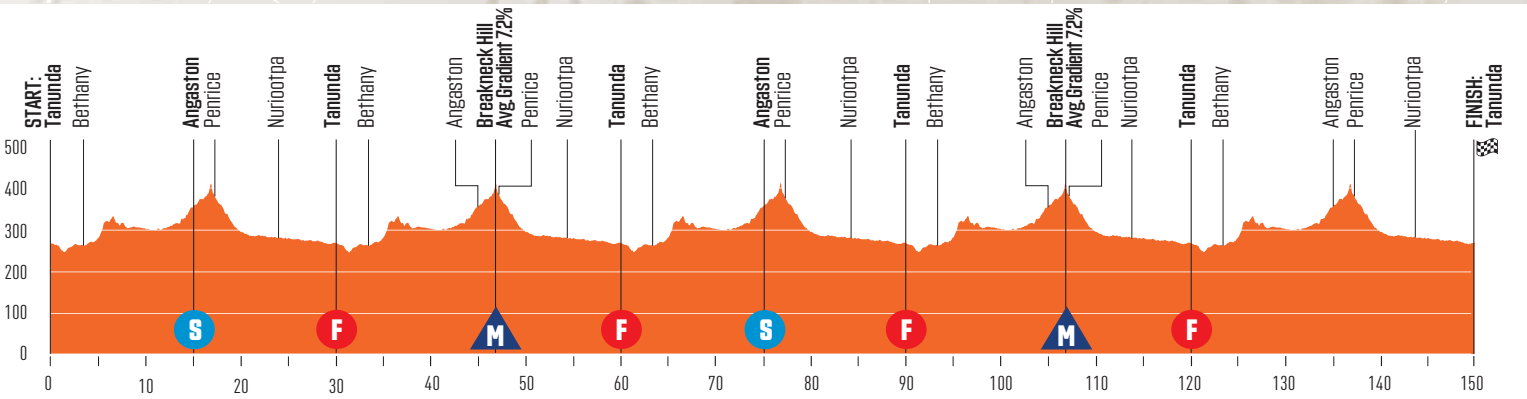 START:
Tanunda
Bethany
Angaston
Penrice
Nuriootpa
Tanunda
Bethany
Angaston
Breakneck Hill
Avg. Gradient 7.2%
Penrice
Nuriootpa
Tanunda
Bethany
Angaston
Penrice
Nuriootpa
Tanunda
Bethany
Angaston
Breakneck Hill
Avg. Gradient 7.2%
Penrice
Nuriootpa
Tanunda
Bethany
Angaston
Penrice
Nuriootpa
FINISH:
Tanunda
500
400
300
200
100
0
S
F
M
F
S
F
M
F
0 10 20 30 40 50 60 70 80 90 100 110 120 130 140 150